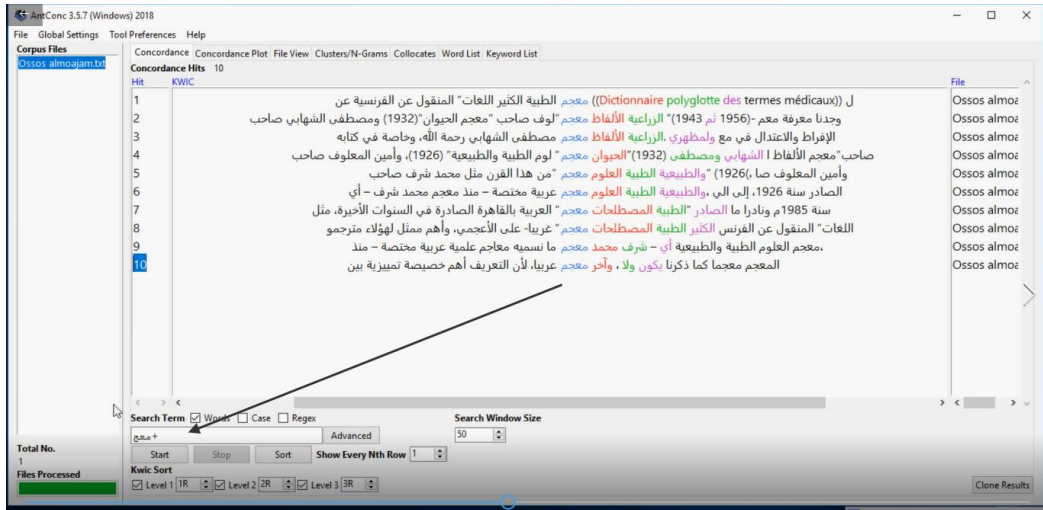 AntConc 3.5.7 (Windows) 2018
File Global Settings Tool Preferences Help
Corpus Files
Ossos almoajam.txt
Concordance Concordance Plot File View Clusters/N-Grams Collocates Word List Keyword List
Concordance Hits 10
Hit KWIC File
1 ل ((Dictionnaire polyglotte des termes médicaux)) معجم الطبية الكثير اللغات" المنقول عن الفرنسية عن Ossos almoa
2 وجدنا معرفة معم -(1956 ثم 1943)" الزراعية الألفاظ معجم "لوف صاحب "معجم الحيوان"(1932) ومصطفى الشهابي صاحب Ossos almoa
3 الإفراط والاعتدال في مع ولمظهري .الزراعية الألفاظ معجم مصطفى الشهابي رحمة الله، وخاصة في كتابه Ossos almoa
4 صاحب"معجم الألفاظ ا الشهابي ومصطفى (1932)"الحيوان معجم" لوم الطبية والطبيعية" (1926)، وأمين المعلوف صاحب Ossos almoa
5 وأمين المعلوف صا ،(1926) "والطبيعية الطبية العلوم معجم "من هذا القرن مثل محمد شرف صاحب Ossos almoa
6 الصادر سنة 1926، إلى الي ،والطبيعية الطبية العلوم معجم عربية مختصة – منذ معجم محمد شرف – أي Ossos almoa
7 سنة 1985م ونادرا ما الصادر "الطبية المصطلحات معجم" العربية بالقاهرة الصادرة في السنوات الأخيرة، مثل Ossos almoa
8 اللغات" المنقول عن الفرنس الكثير الطبية المصطلحات معجم" غريبا- على الأعجمي، وأهم ممثل لهؤلاء مترجمو Ossos almoa
9 ،معجم العلوم الطبية والطبيعية أي – شرف محمد معجم ما نسميه معاجم علمية عربية مختصة – منذ Ossos almoa
10 المعجم معجما كما ذكرنا يكون ولا ، وآخر معجم عربيا، لأن التعريف أهم خصيصة تمييزية بين Ossos almoa
Search Term Words Case Regex Search Window Size
معج+ Advanced 50
Start Stop Sort Show Every Nth Row 1
Total No.
1
Files Processed
Kwic Sort
Level 1 1R Level 2 2R Level 3 3R Clone Results